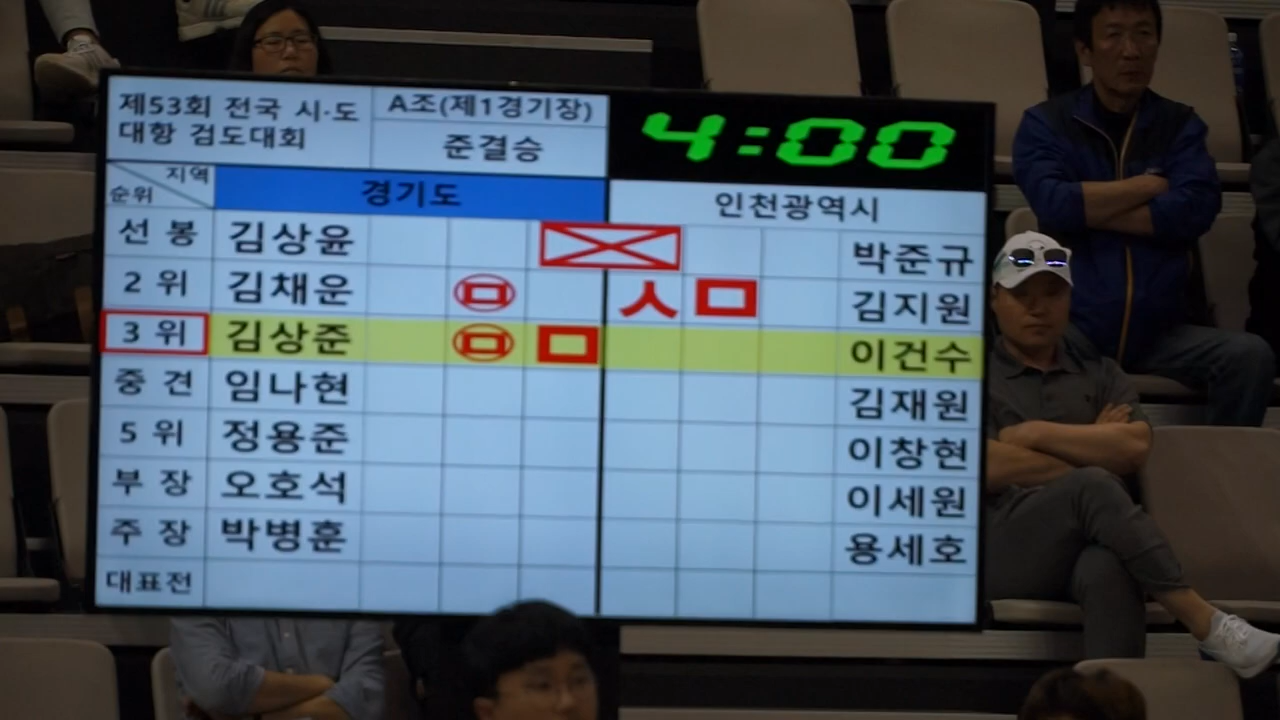 제53회 전국 시·도
대항 검도대회
A조(제1경기장)
준결승
4:00
지역
순위
경기도
인천광역시
선 봉 김상윤 박준규
2 위 김채운 ㅁ ㅅ ㅁ 김지원
3 위 김상준 ㅁ ㅁ 이건수
중 견 임나현 김재원
5 위 정용준 이창현
부 장 오호석 이세원
주 장 박병훈 용세호
대표전